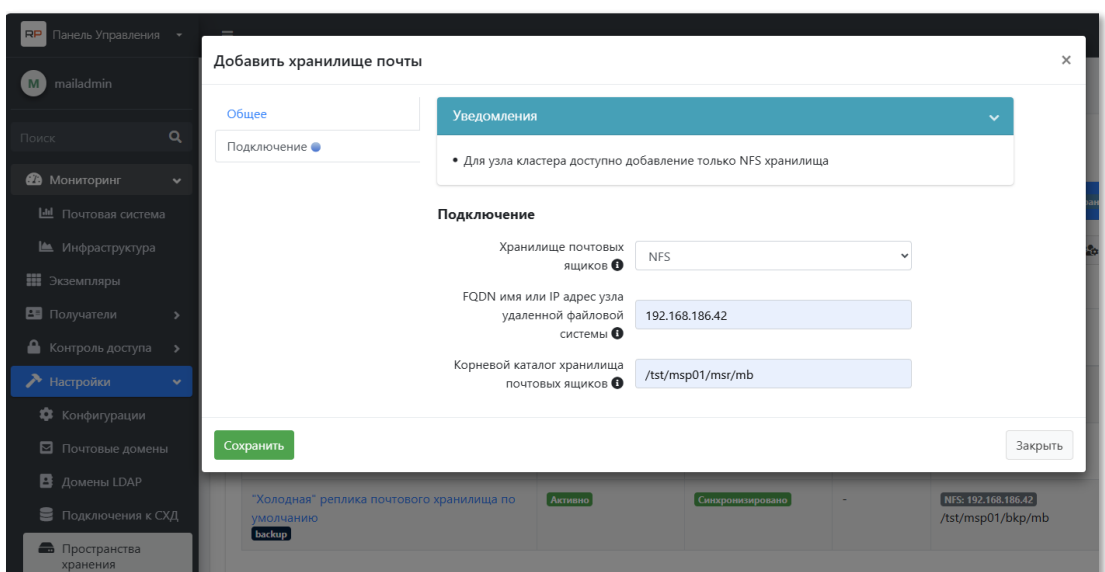 RP Панель Управления
M mailadmin
Поиск
Мониторинг
Почтовая система
Инфраструктура
Экземпляры
Получатели
Контроль доступа
Настройки
Конфигурации
Почтовые домены
Домены LDAP
Подключения к СХД
Пространства
хранения
Добавить хранилище почты
×
Общее
Подключение
Уведомления
• Для узла кластера доступно добавление только NFS хранилища
Подключение
Хранилище почтовых
ящиков
NFS
FQDN имя или IP адрес узла
удаленной файловой
системы
192.168.186.42
Корневой каталог хранилища
почтовых ящиков
/tst/msp01/msr/mb
Сохранить
Закрыть
"Холодная" реплика почтового хранилища по
умолчанию
backup
Активно
Синхронизировано
-
NFS: 192.168.186.42
/tst/msp01/bkp/mb